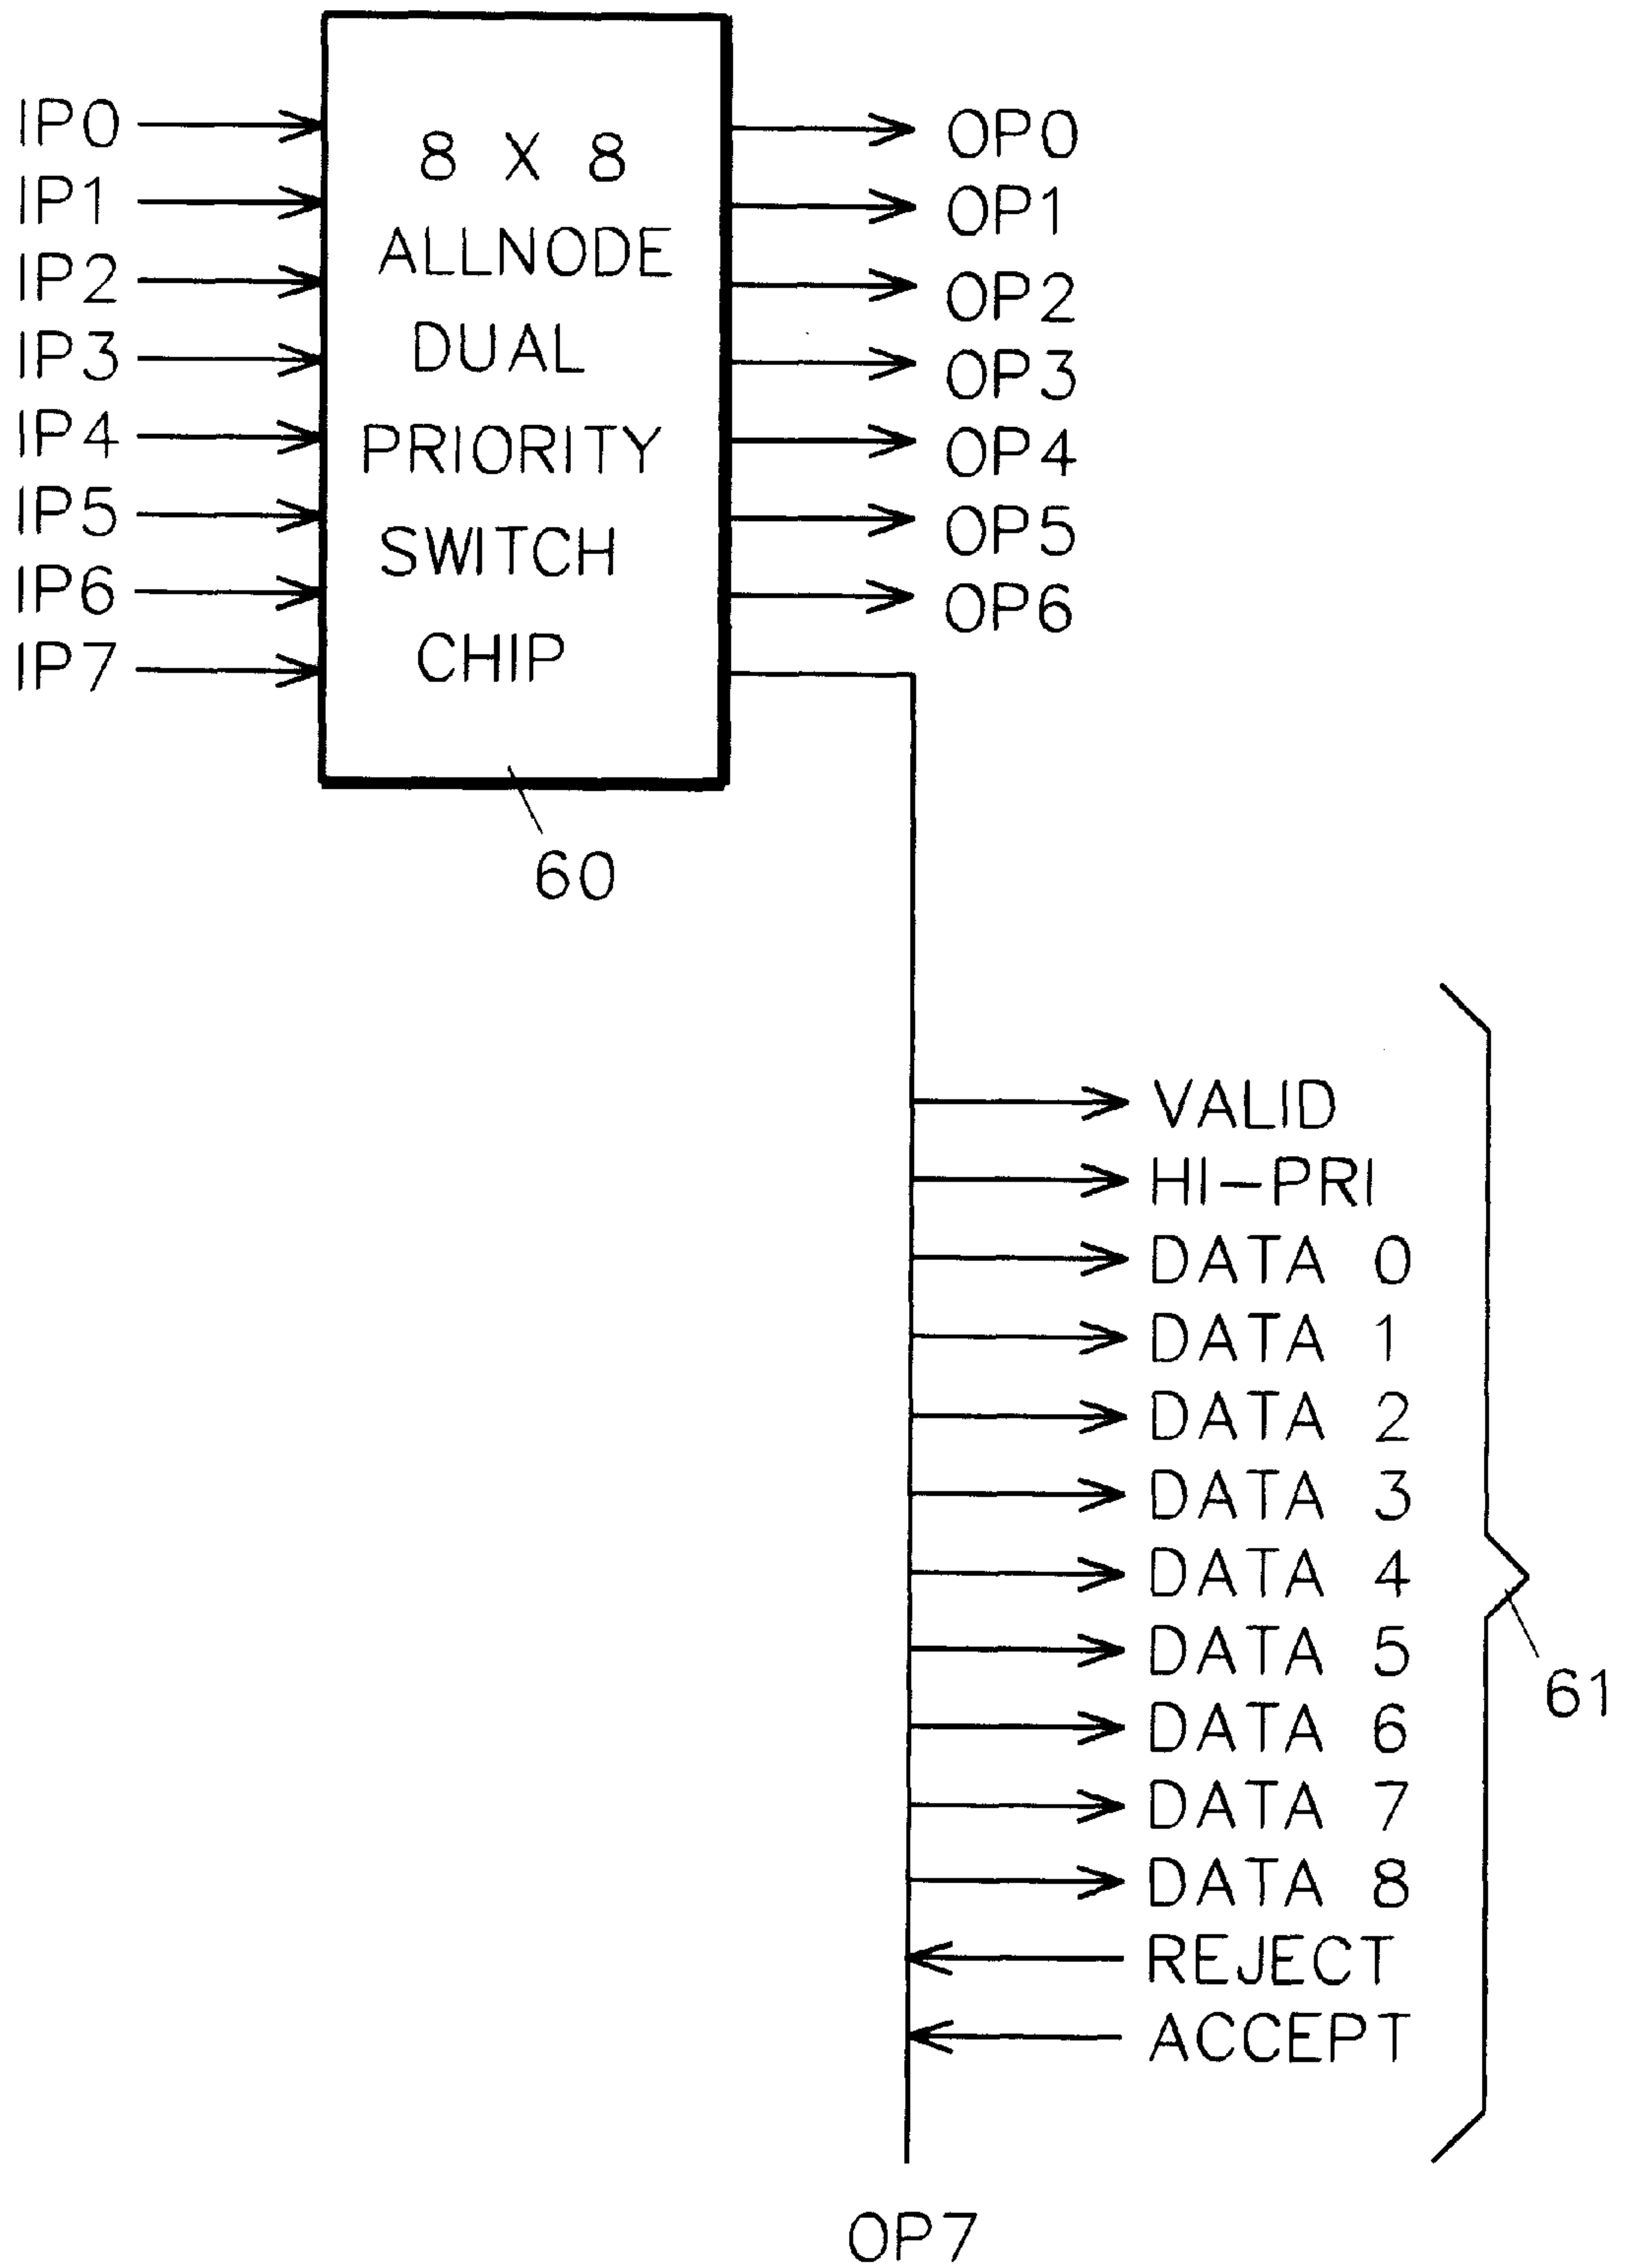 IP0
IP1
IP2
IP3
IP4
IP5
IP6
IP7
8 X 8
ALLNODE
DUAL
PRIORITY
SWITCH
CHIP
60
OP0
OP1
OP2
OP3
OP4
OP5
OP6
VALID
HI-PRI
DATA 0
DATA 1
DATA 2
DATA 3
DATA 4
DATA 5
DATA 6
DATA 7
DATA 8
REJECT
ACCEPT
61
OP7